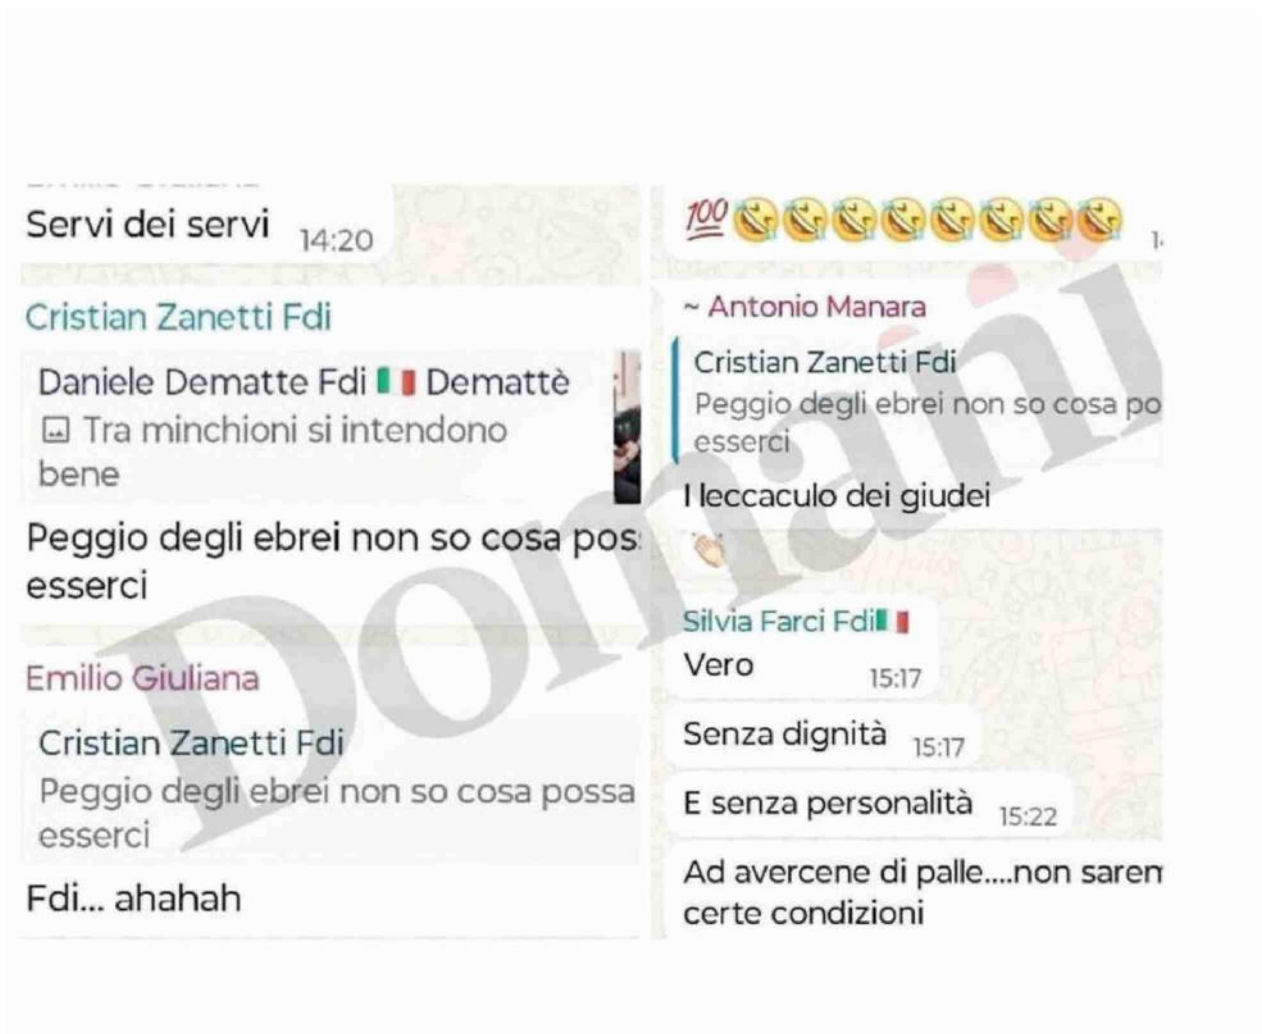 Servi dei servi 14:20
Cristian Zanetti Fdi
Daniele Dematte Fdi 🇮🇹 Demattè
Tra minchioni si intendono
bene
Peggio degli ebrei non so cosa pos
esserci
Emilio Giuliana
Cristian Zanetti Fdi
Peggio degli ebrei non so cosa possa
esserci
Fdi... ahahah
💯🤣🤣🤣🤣🤣🤣🤣🤣
~ Antonio Manara
Cristian Zanetti Fdi
Peggio degli ebrei non so cosa po
esserci
I leccaculo dei giudei
👏🏻
Silvia Farci Fdi🇮🇹
Vero 15:17
Senza dignità 15:17
E senza personalità 15:22
Ad avercene di palle....non sarem
certe condizioni
Domani